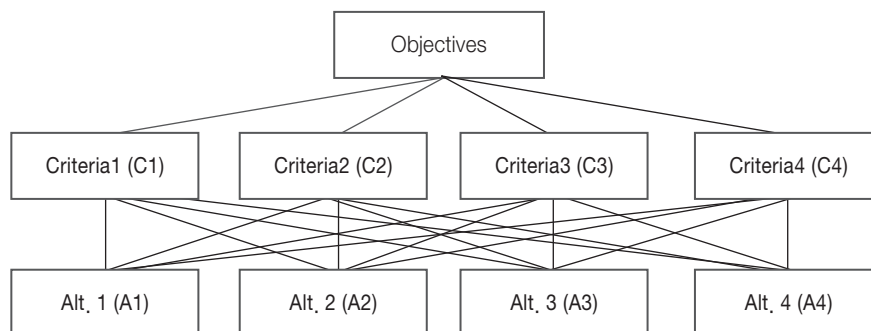 Objectives
Criteria1 (C1)
Criteria2 (C2)
Criteria3 (C3)
Criteria4 (C4)
Alt. 1 (A1)
Alt. 2 (A2)
Alt. 3 (A3)
Alt. 4 (A4)